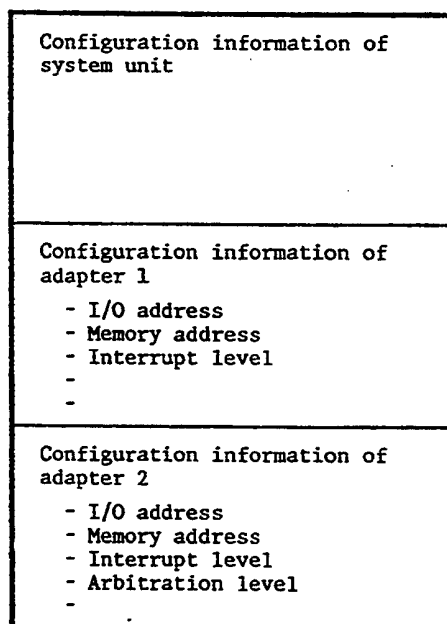 Configuration information of
system unit
Configuration information of
adapter 1
- I/O address
- Memory address
- Interrupt level
-
-
Configuration information of
adapter 2
- I/O address
- Memory address
- Interrupt level
- Arbitration level
-